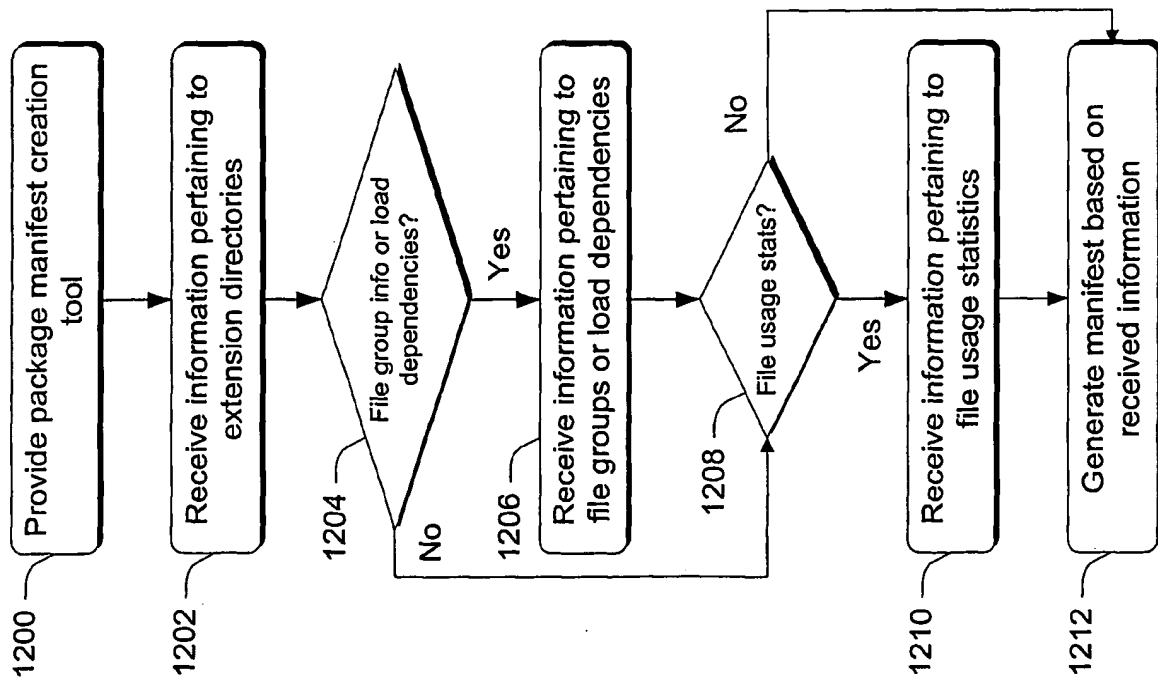 1200
Provide package manifest creation
tool
1202
Receive information pertaining to
extension directories
1204
File group info or load
dependencies?
No
Yes
1206
Receive information pertaining to
file groups or load dependencies
1208
File usage stats?
No
Yes
1210
Receive information pertaining to
file usage statistics
1212
Generate manifest based on
received information